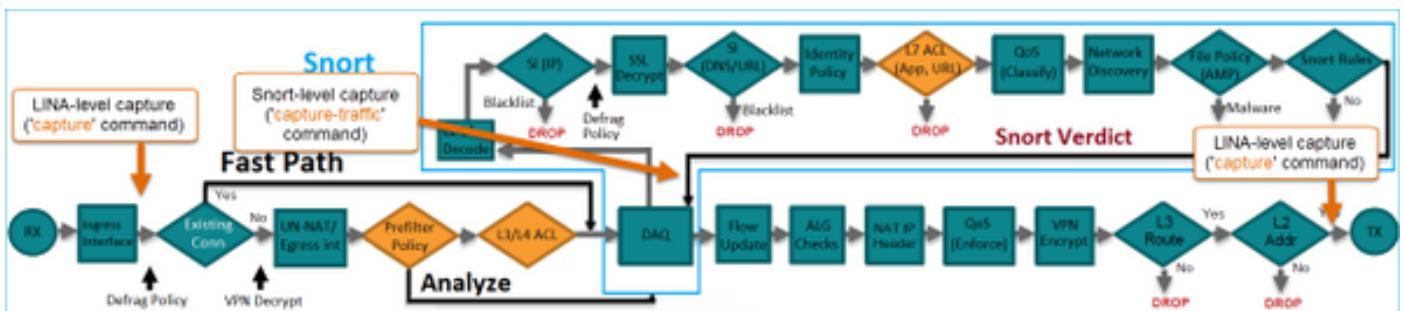 Snort
SI (IP)
SSL
Decrypt
SI
(DNS/URL)
Identity
Policy
L7 ACL
(App, URL)
QoS
(Classify)
Network
Discovery
File Policy
(AMP)
Snort Rules
LINA-level capture
('capture' command)
Snort-level capture
('capture-traffic'
command)
Decode
Blacklist
DROP
Defrag
Policy
Blacklist
DROP
DROP
Malware
DROP
No
Snort Verdict
LINA-level capture
('capture' command)
Fast Path
Yes
RX
Ingress
Interface
Existing
Conn
No
UN-NAT/
Egress int
Prefilter
Policy
L3/L4 ACL
DAQ
Flow
Update
ALG
Checks
NAT IP
Header
QoS
(Enforce)
VPN
Encrypt
L3
Route
Yes
L2
Addr
TX
Defrag Policy
VPN Decrypt
Analyze
No
DROP
No
DROP